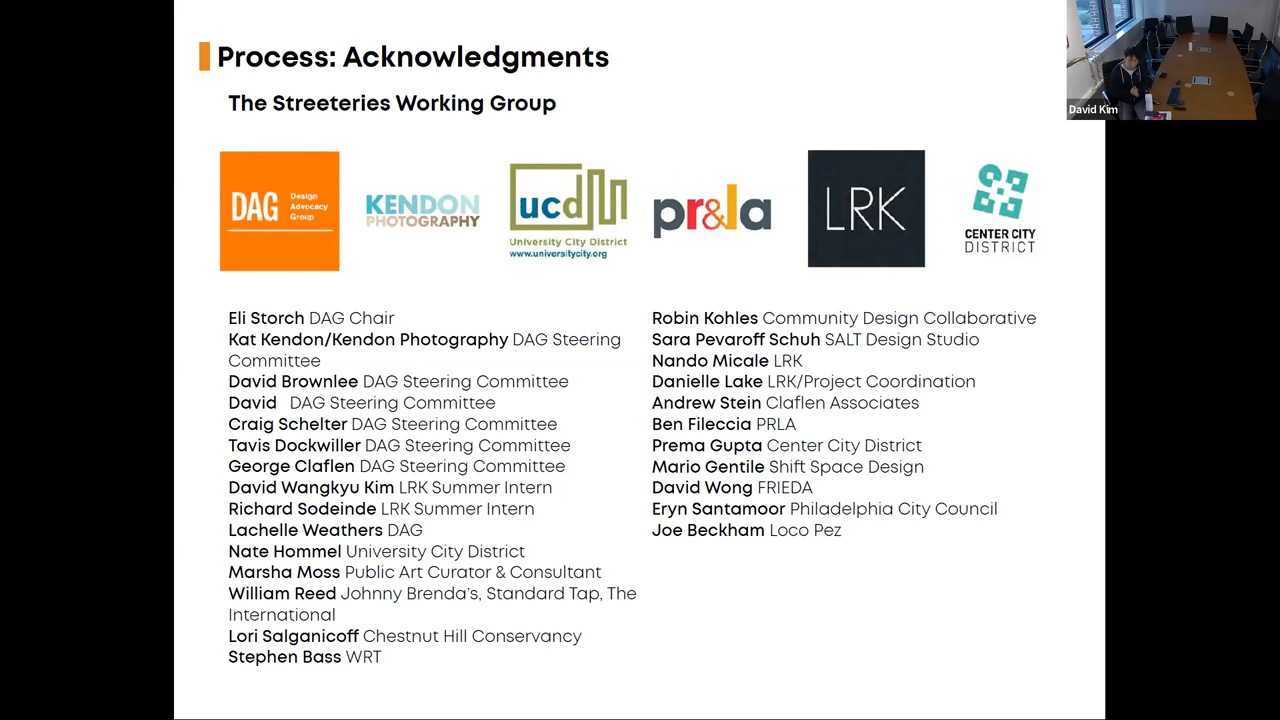 Process: Acknowledgments
The Streeteries Working Group
DAG Design
Advocacy
Group
KENDON
PHOTOGRAPHY
ucd
University City District
www.universitycity.org
pr&la
LRK
CENTER CITY
DISTRICT
David Kim
Eli Storch DAG Chair
Kat Kendon/Kendon Photography DAG Steering
Committee
David Brownlee DAG Steering Committee
David DAG Steering Committee
Craig Schelter DAG Steering Committee
Tavis Dockwiller DAG Steering Committee
George Claflen DAG Steering Committee
David Wangkyu Kim LRK Summer Intern
Richard Sodeinde LRK Summer Intern
Lachelle Weathers DAG
Nate Hommel University City District
Marsha Moss Public Art Curator & Consultant
William Reed Johnny Brenda's, Standard Tap, The
International
Lori Salganicoff Chestnut Hill Conservancy
Stephen Bass WRT
Robin Kohles Community Design Collaborative
Sara Pevaroff Schuh SALT Design Studio
Nando Micale LRK
Danielle Lake LRK/Project Coordination
Andrew Stein Claflen Associates
Ben Fileccia PRLA
Prema Gupta Center City District
Mario Gentile Shift Space Design
David Wong FRIEDA
Eryn Santamoor Philadelphia City Council
Joe Beckham Loco Pez